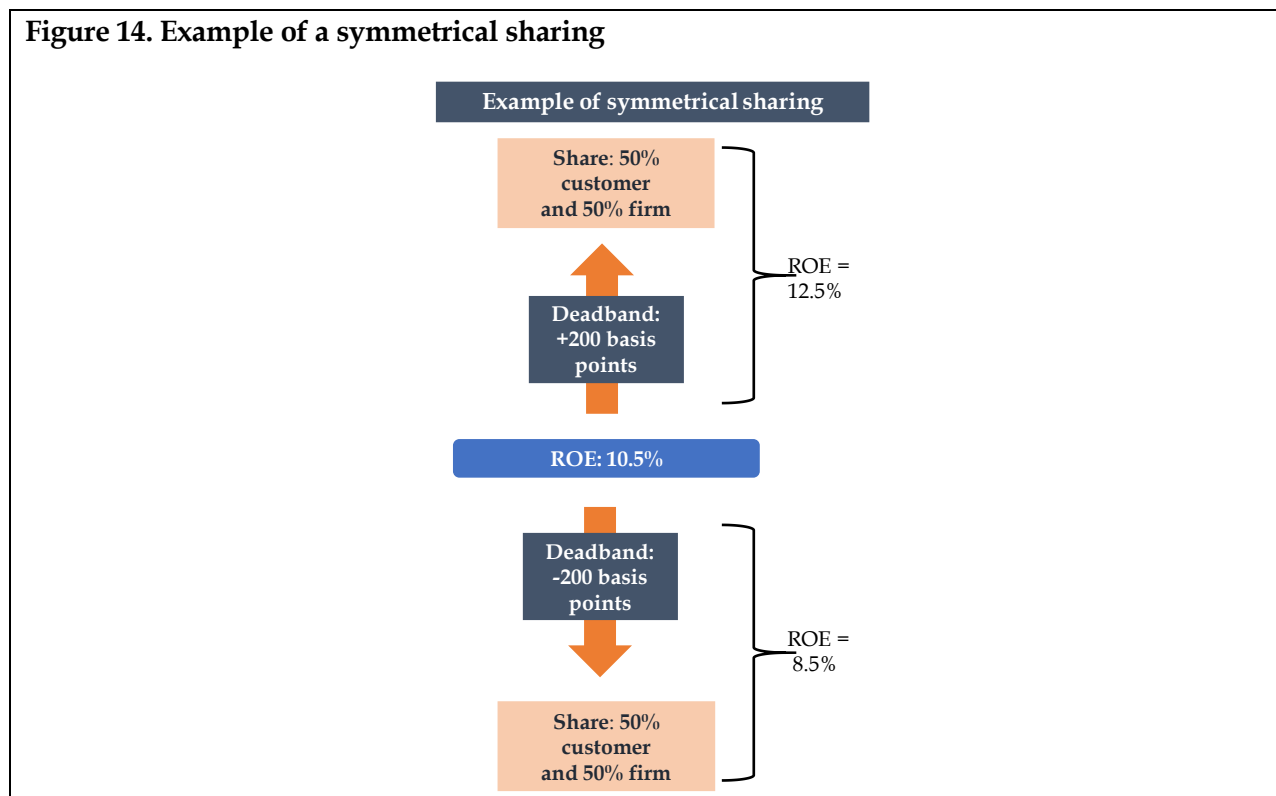 Figure 14. Example of a symmetrical sharing
Example of symmetrical sharing
Share: 50%
customer
and 50% firm
ROE =
12.5%
Deadband:
+200 basis
points
ROE: 10.5%
Deadband:
-200 basis
points
ROE =
8.5%
Share: 50%
customer
and 50% firm